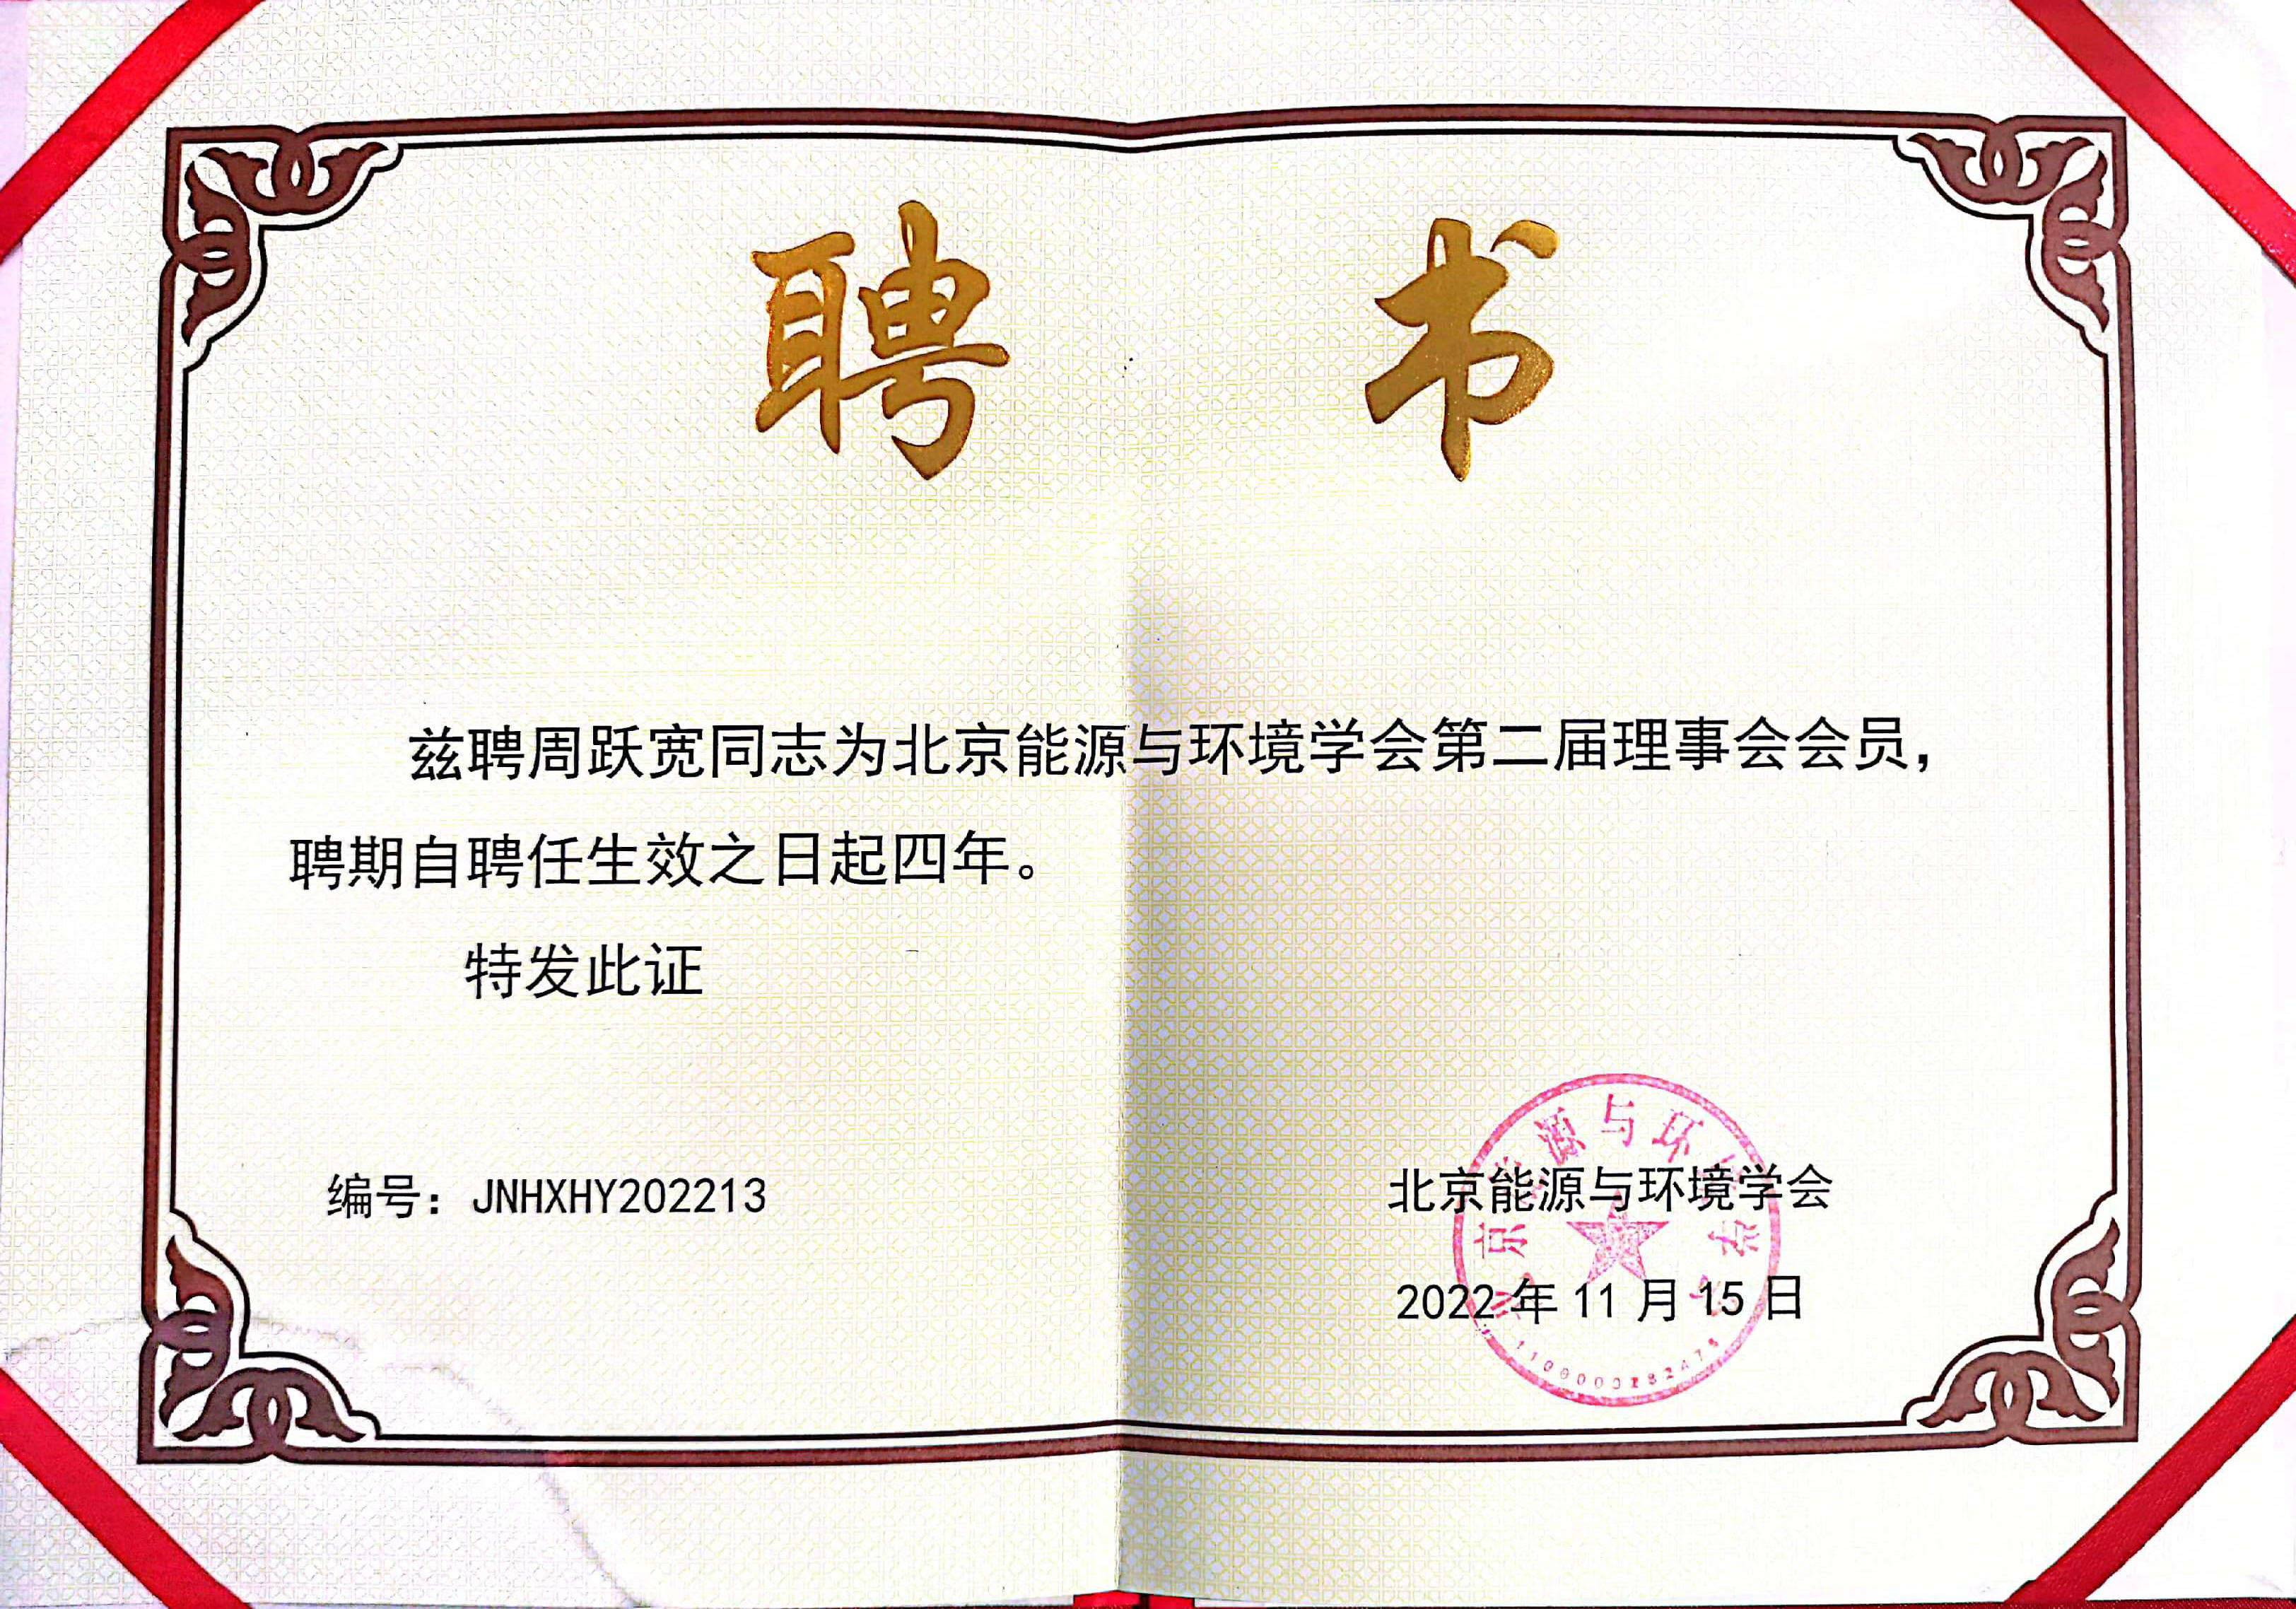 聘书
兹聘周跃宽同志为北京能源与环境学会第二届理事会会员，
聘期自聘任生效之日起四年。
特发此证
编号：JNHXHY202213
北京能源与环境学会
2022年11月15日
源与环
京